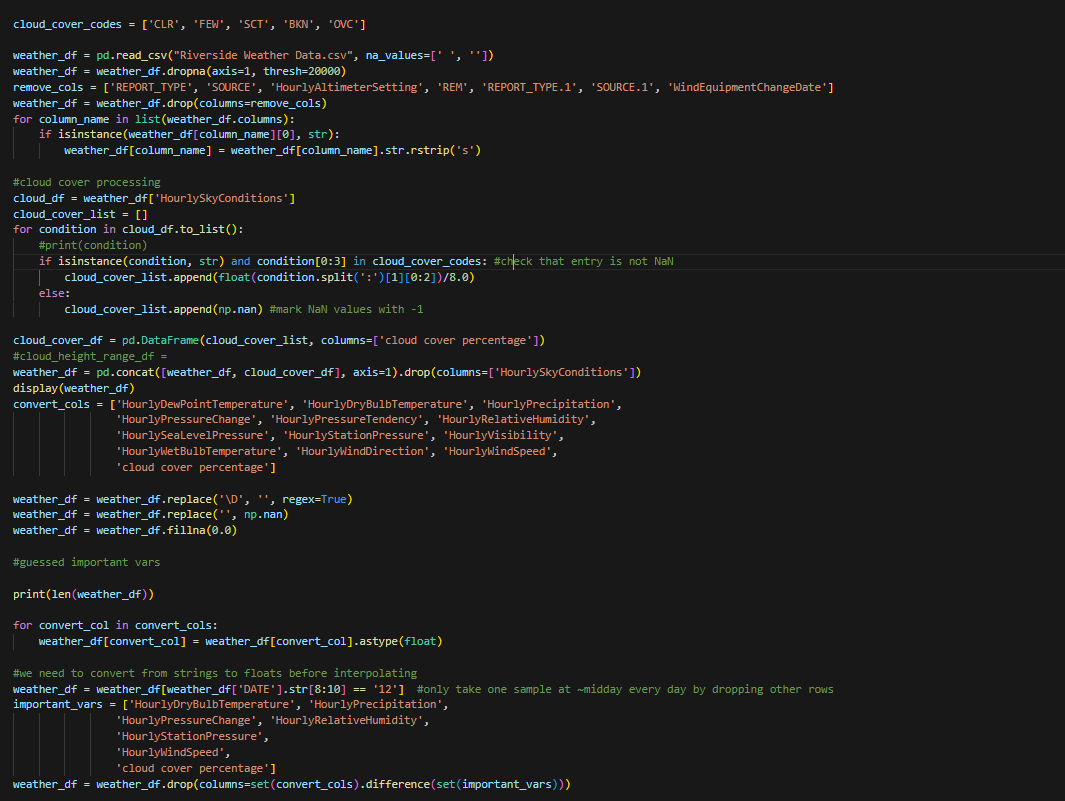 cloud_cover_codes = ['CLR', 'FEW', 'SCT', 'BKN', 'OVC']
weather_df = pd.read_csv("Riverside Weather Data.csv", na_values=[' ', ''])
weather_df = weather_df.dropna(axis=1, thresh=20000)
remove_cols = ['REPORT_TYPE', 'SOURCE', 'HourlyAltimeterSetting', 'REM', 'REPORT_TYPE.1', 'SOURCE.1', 'WindEquipmentChangeDate']
weather_df = weather_df.drop(columns=remove_cols)
for column_name in list(weather_df.columns):
    if isinstance(weather_df[column_name][0], str):
        weather_df[column_name] = weather_df[column_name].str.rstrip('s')
#cloud cover processing
cloud_df = weather_df['HourlySkyConditions']
cloud_cover_list = []
for condition in cloud_df.to_list():
    #print(condition)
    if isinstance(condition, str) and condition[0:3] in cloud_cover_codes: #check that entry is not NaN
        cloud_cover_list.append(float(condition.split(':')[1][0:2])/8.0)
    else:
        cloud_cover_list.append(np.nan) #mark NaN values with -1
cloud_cover_df = pd.DataFrame(cloud_cover_list, columns=['cloud cover percentage'])
#cloud_height_range_df =
weather_df = pd.concat([weather_df, cloud_cover_df], axis=1).drop(columns=['HourlySkyConditions'])
display(weather_df)
convert_cols = ['HourlyDewPointTemperature', 'HourlyDryBulbTemperature', 'HourlyPrecipitation',
                'HourlyPressureChange', 'HourlyPressureTendency', 'HourlyRelativeHumidity',
                'HourlySeaLevelPressure', 'HourlyStationPressure', 'HourlyVisibility',
                'HourlyWetBulbTemperature', 'HourlyWindDirection', 'HourlyWindSpeed',
                'cloud cover percentage']
weather_df = weather_df.replace('\D', '', regex=True)
weather_df = weather_df.replace('', np.nan)
weather_df = weather_df.fillna(0.0)
#guessed important vars
print(len(weather_df))
for convert_col in convert_cols:
    weather_df[convert_col] = weather_df[convert_col].astype(float)
#we need to convert from strings to floats before interpolating
weather_df = weather_df[weather_df['DATE'].str[8:10] == '12']  #only take one sample at ~midday every day by dropping other rows
important_vars = ['HourlyDryBulbTemperature', 'HourlyPrecipitation',
                'HourlyPressureChange', 'HourlyRelativeHumidity',
                'HourlyStationPressure',
                'HourlyWindSpeed',
                'cloud cover percentage']
weather_df = weather_df.drop(columns=set(convert_cols).difference(set(important_vars)))